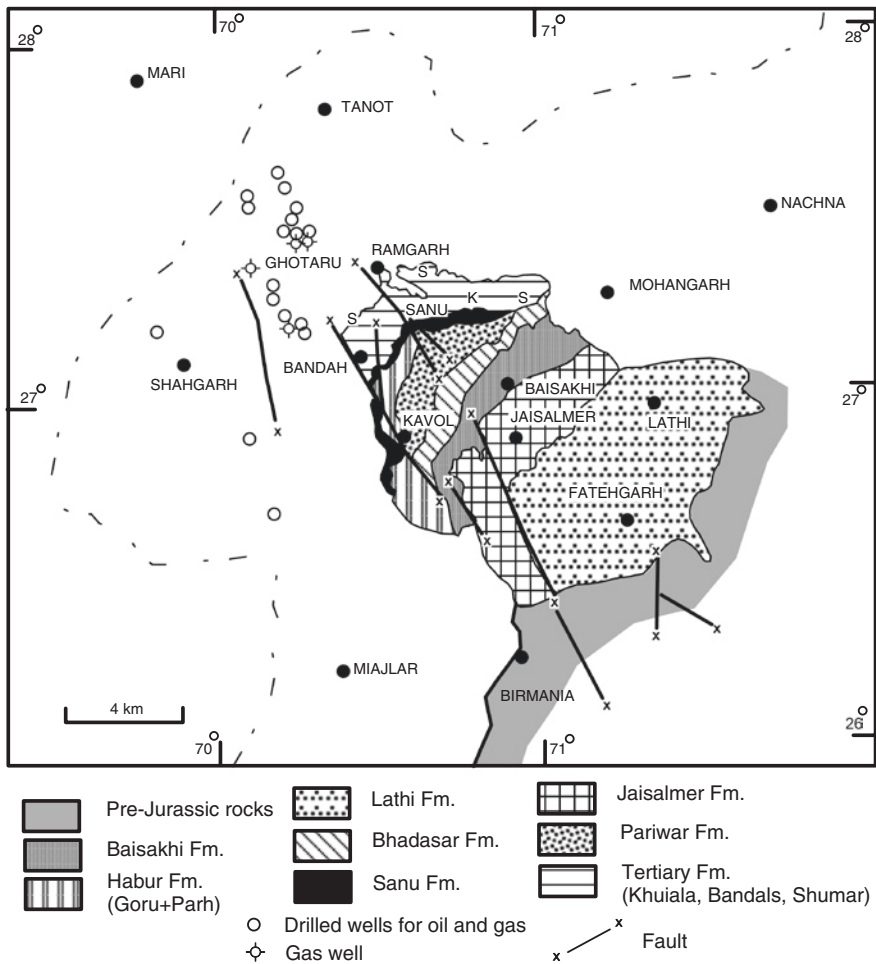 70° 71°
28° 28°
MARI
TANOT
NACHNA
RAMGARH
S
GHOTARU
MOHANGARH
K S
SANU
S
BANDAH
SHAHGARH
BAISAKHI
27° 27°
KAVOL JAISALMER LATHI
FATEHGARH
MIAJLAR
BIRMANIA
4 km
26°
70° 71°
Pre-Jurassic rocks
Baisakhi Fm.
Habur Fm.
(Goru+Parh)
Lathi Fm.
Bhadasar Fm.
Sanu Fm.
Jaisalmer Fm.
Pariwar Fm.
Tertiary Fm.
(Khuiala, Bandals, Shumar)
Drilled wells for oil and gas
Gas well
x x Fault